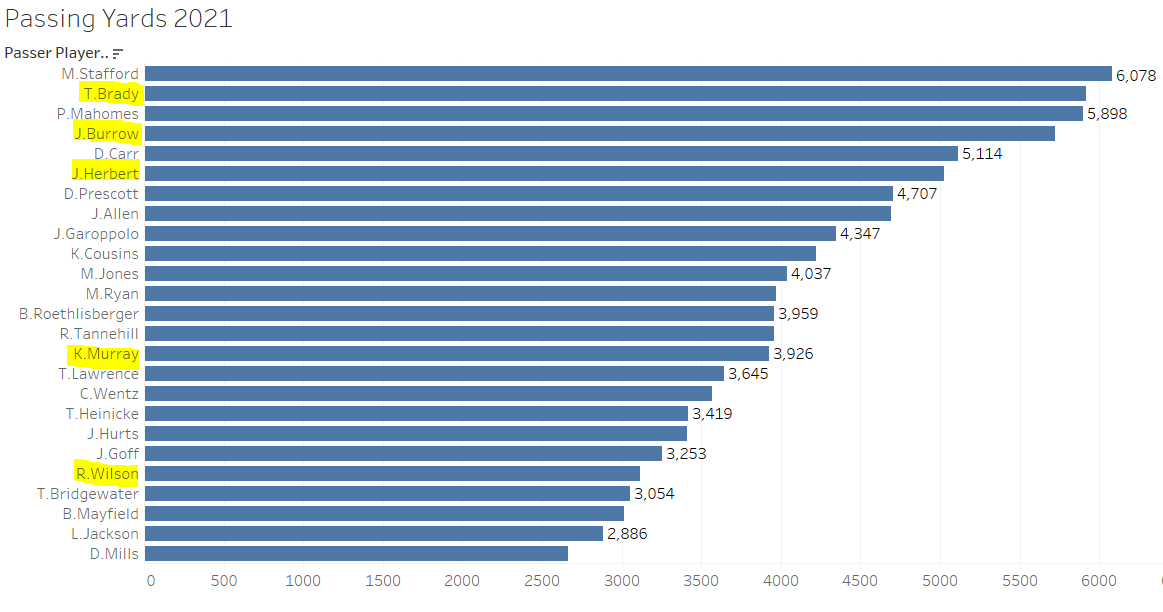 Passing Yards 2021
Passer Player..
M.Stafford 6,078
T.Brady
P.Mahomes 5,898
J.Burrow
D.Carr 5,114
J.Herbert
D.Prescott 4,707
J.Allen
J.Garoppolo 4,347
K.Cousins
M.Jones 4,037
M.Ryan
B.Roethlisberger 3,959
R.Tannehill
K.Murray 3,926
T.Lawrence 3,645
C.Wentz
T.Heinicke 3,419
J.Hurts
J.Goff 3,253
R.Wilson
T.Bridgewater 3,054
B.Mayfield
L.Jackson 2,886
D.Mills
0 500 1000 1500 2000 2500 3000 3500 4000 4500 5000 5500 6000